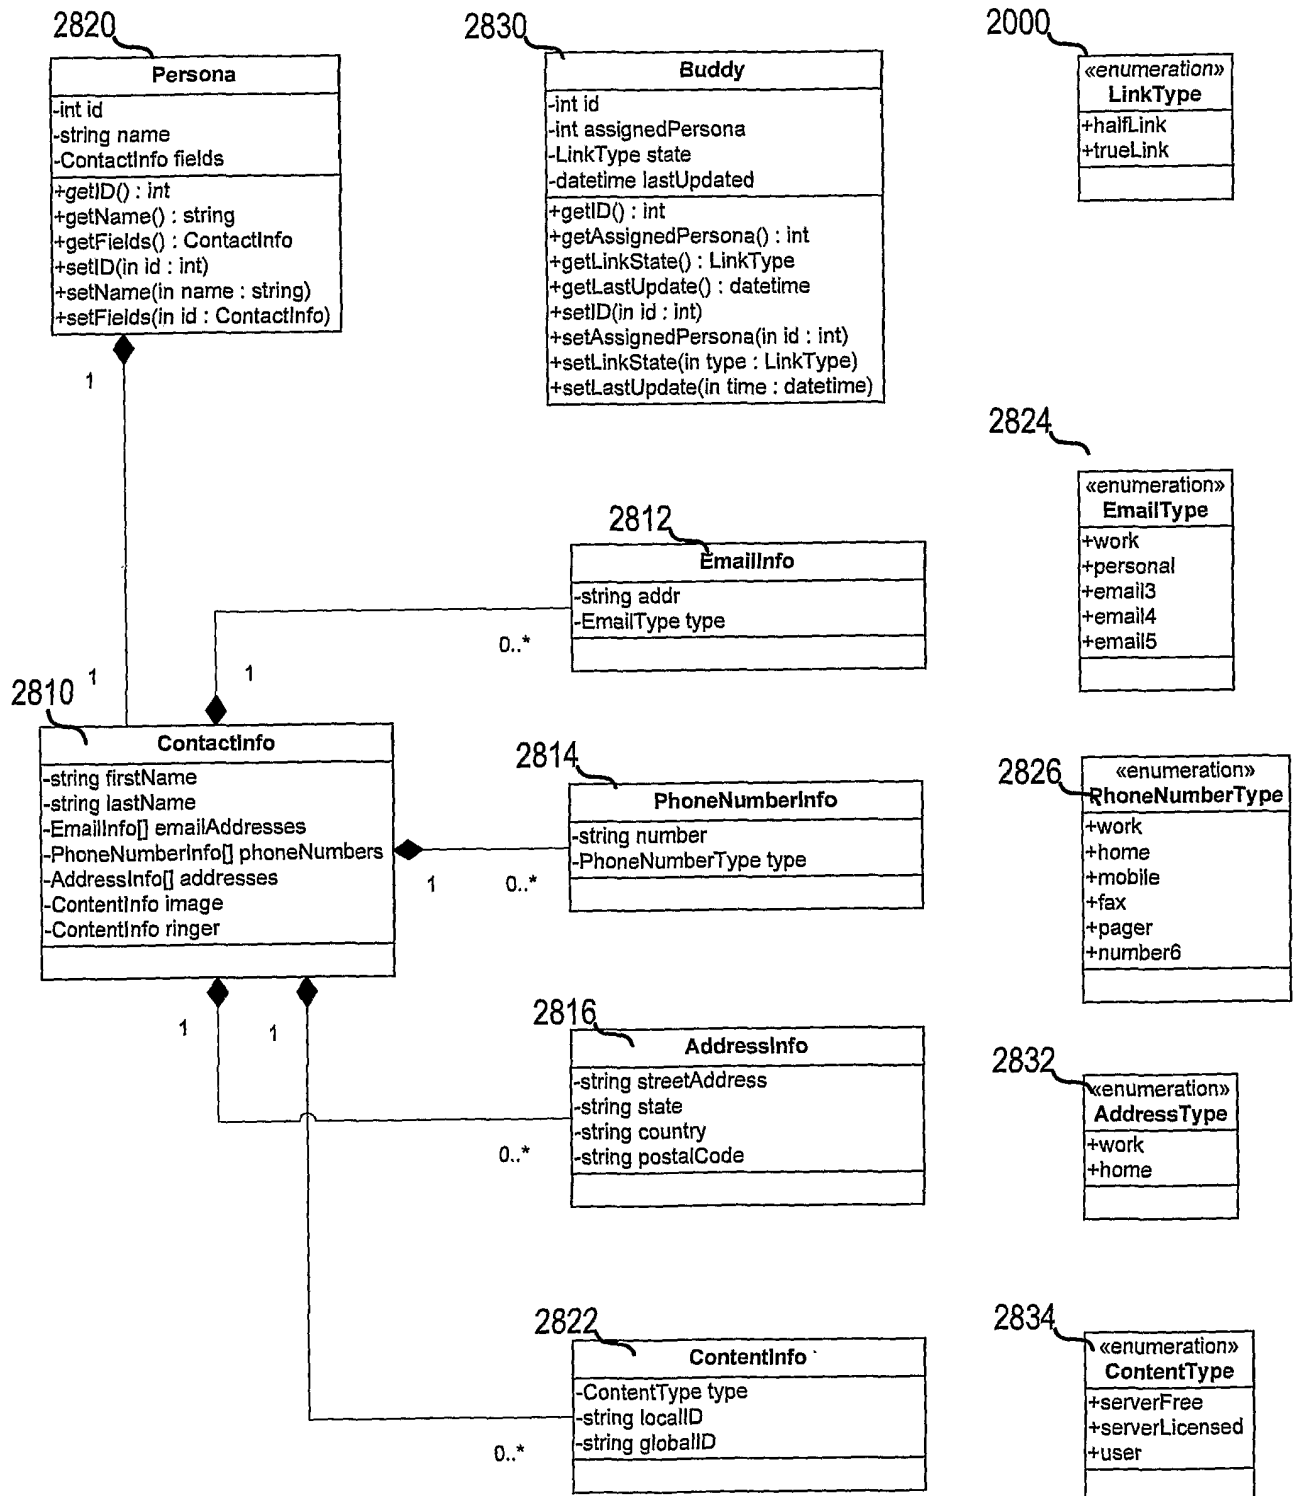 2820
Persona
-int id
-string name
-ContactInfo fields
+getID() : int
+getName() : string
+getFields() : ContactInfo
+setID(in id : int)
+setName(in name : string)
+setFields(in id : ContactInfo)
1
1
2830
Buddy
-int id
-int assignedPersona
-LinkType state
-datetime lastUpdated
+getID() : int
+getAssignedPersona() : int
+getLinkState() : LinkType
+getLastUpdate() : datetime
+setID(in id : int)
+setAssignedPersona(in id : int)
+setLinkState(in type : LinkType)
+setLastUpdate(in time : datetime)
2000
«enumeration»
LinkType
+halfLink
+trueLink
2824
«enumeration»
EmailType
+work
+personal
+email3
+email4
+email5
2812
EmailInfo
-string addr
-EmailType type
0..*
1
2810
ContactInfo
-string firstName
-string lastName
-EmailInfo[] emailAddresses
-PhoneNumberInfo[] phoneNumbers
-AddressInfo[] addresses
-ContentInfo image
-ContentInfo ringer
2814
PhoneNumberInfo
-string number
-PhoneNumberType type
1
0..*
2826
«enumeration»
PhoneNumberType
+work
+home
+mobile
+fax
+pager
+number6
1
1
2816
AddressInfo
-string streetAddress
-string state
-string country
-string postalCode
0..*
2832
«enumeration»
AddressType
+work
+home
2822
ContentInfo
-ContentType type
-string localID
-string globalID
0..*
2834
«enumeration»
ContentType
+serverFree
+serverLicensed
+user